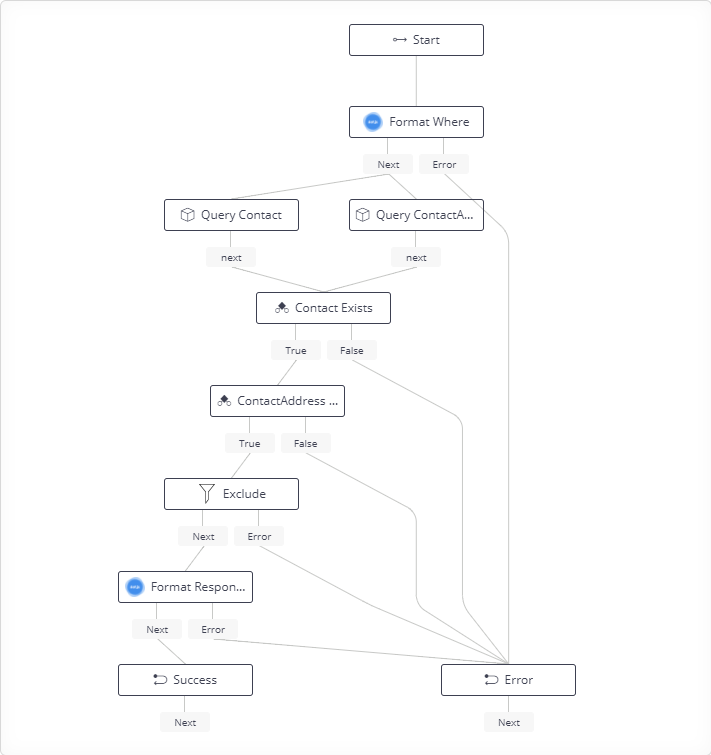 Start
Format Where
Next
Error
Query Contact
Query ContactA...
next
next
Contact Exists
True
False
ContactAddress ...
True
False
Exclude
Next
Error
Format Respon...
Next
Error
Success
Error
Next
Next